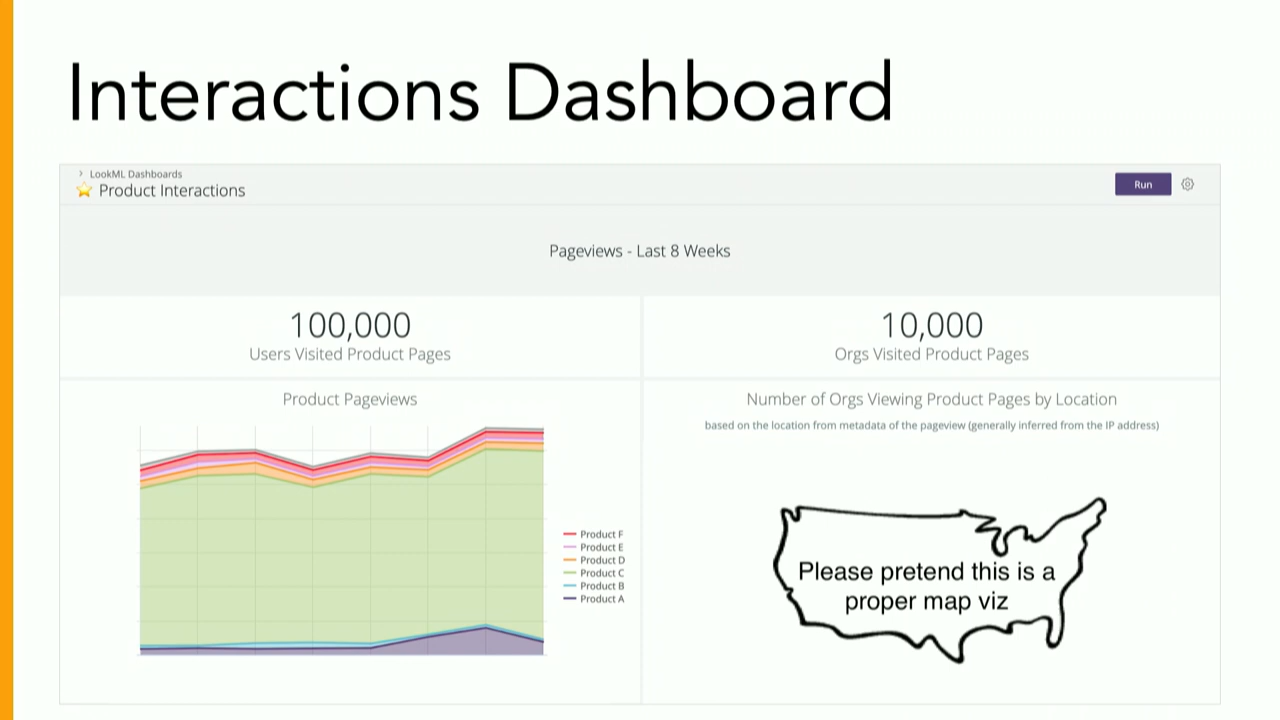 Interactions Dashboard
LookML Dashboards
Product Interactions
Run
Pageviews - Last 8 Weeks
100,000
Users Visited Product Pages
10,000
Orgs Visited Product Pages
Product Pageviews
Product F
Product E
Product D
Product C
Product B
Product A
Number of Orgs Viewing Product Pages by Location
based on the location from metadata of the pageview (generally inferred from the IP address)
Please pretend this is a
proper map viz